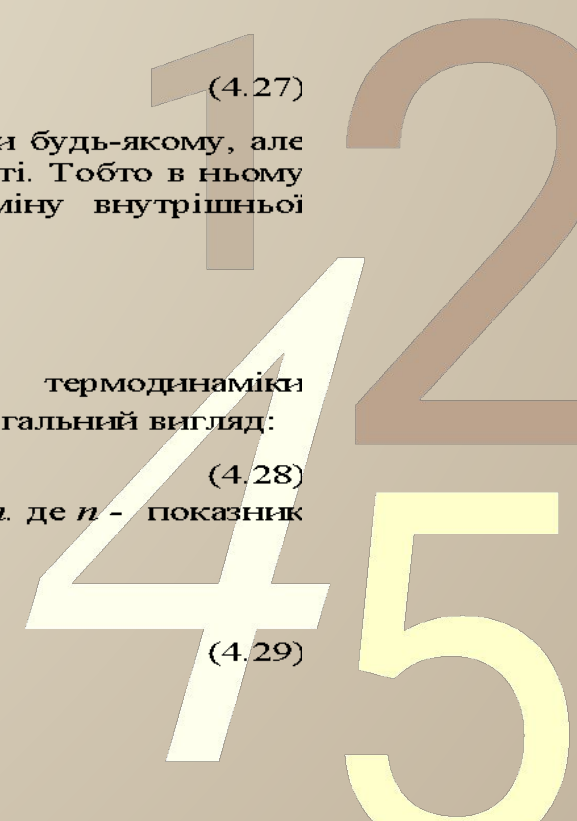 (4.27)
и будь-якому, але
ті. Тобто в ньому
міну внутрішньої
термодинаміки
гальний вигляд:
(4.28)
де n - показник
(4.29)
1
2
4
5